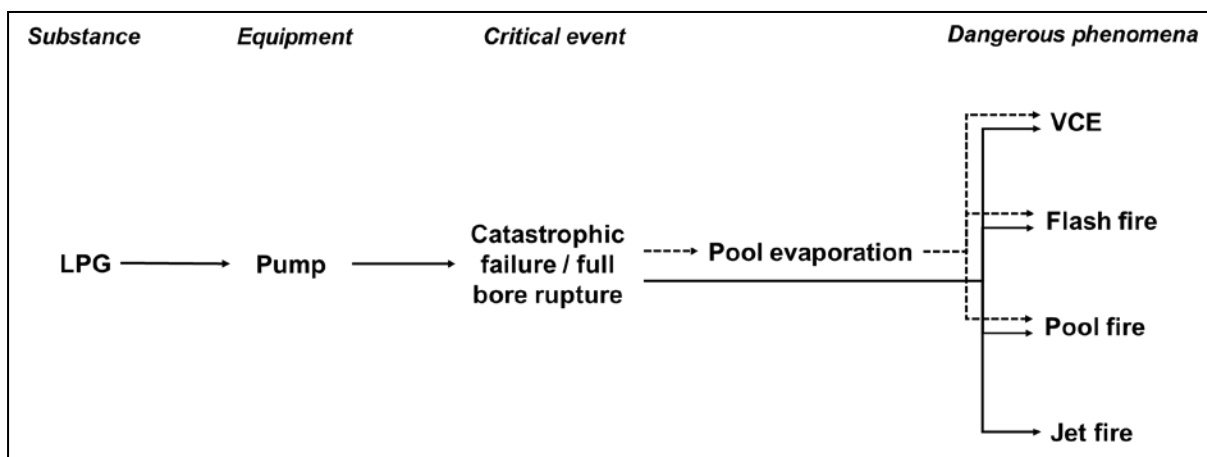 Substance Equipment Critical event Dangerous phenomena
VCE
Flash fire
LPG Pump Catastrophic
failure / full
bore rupture
Pool evaporation
Pool fire
Jet fire